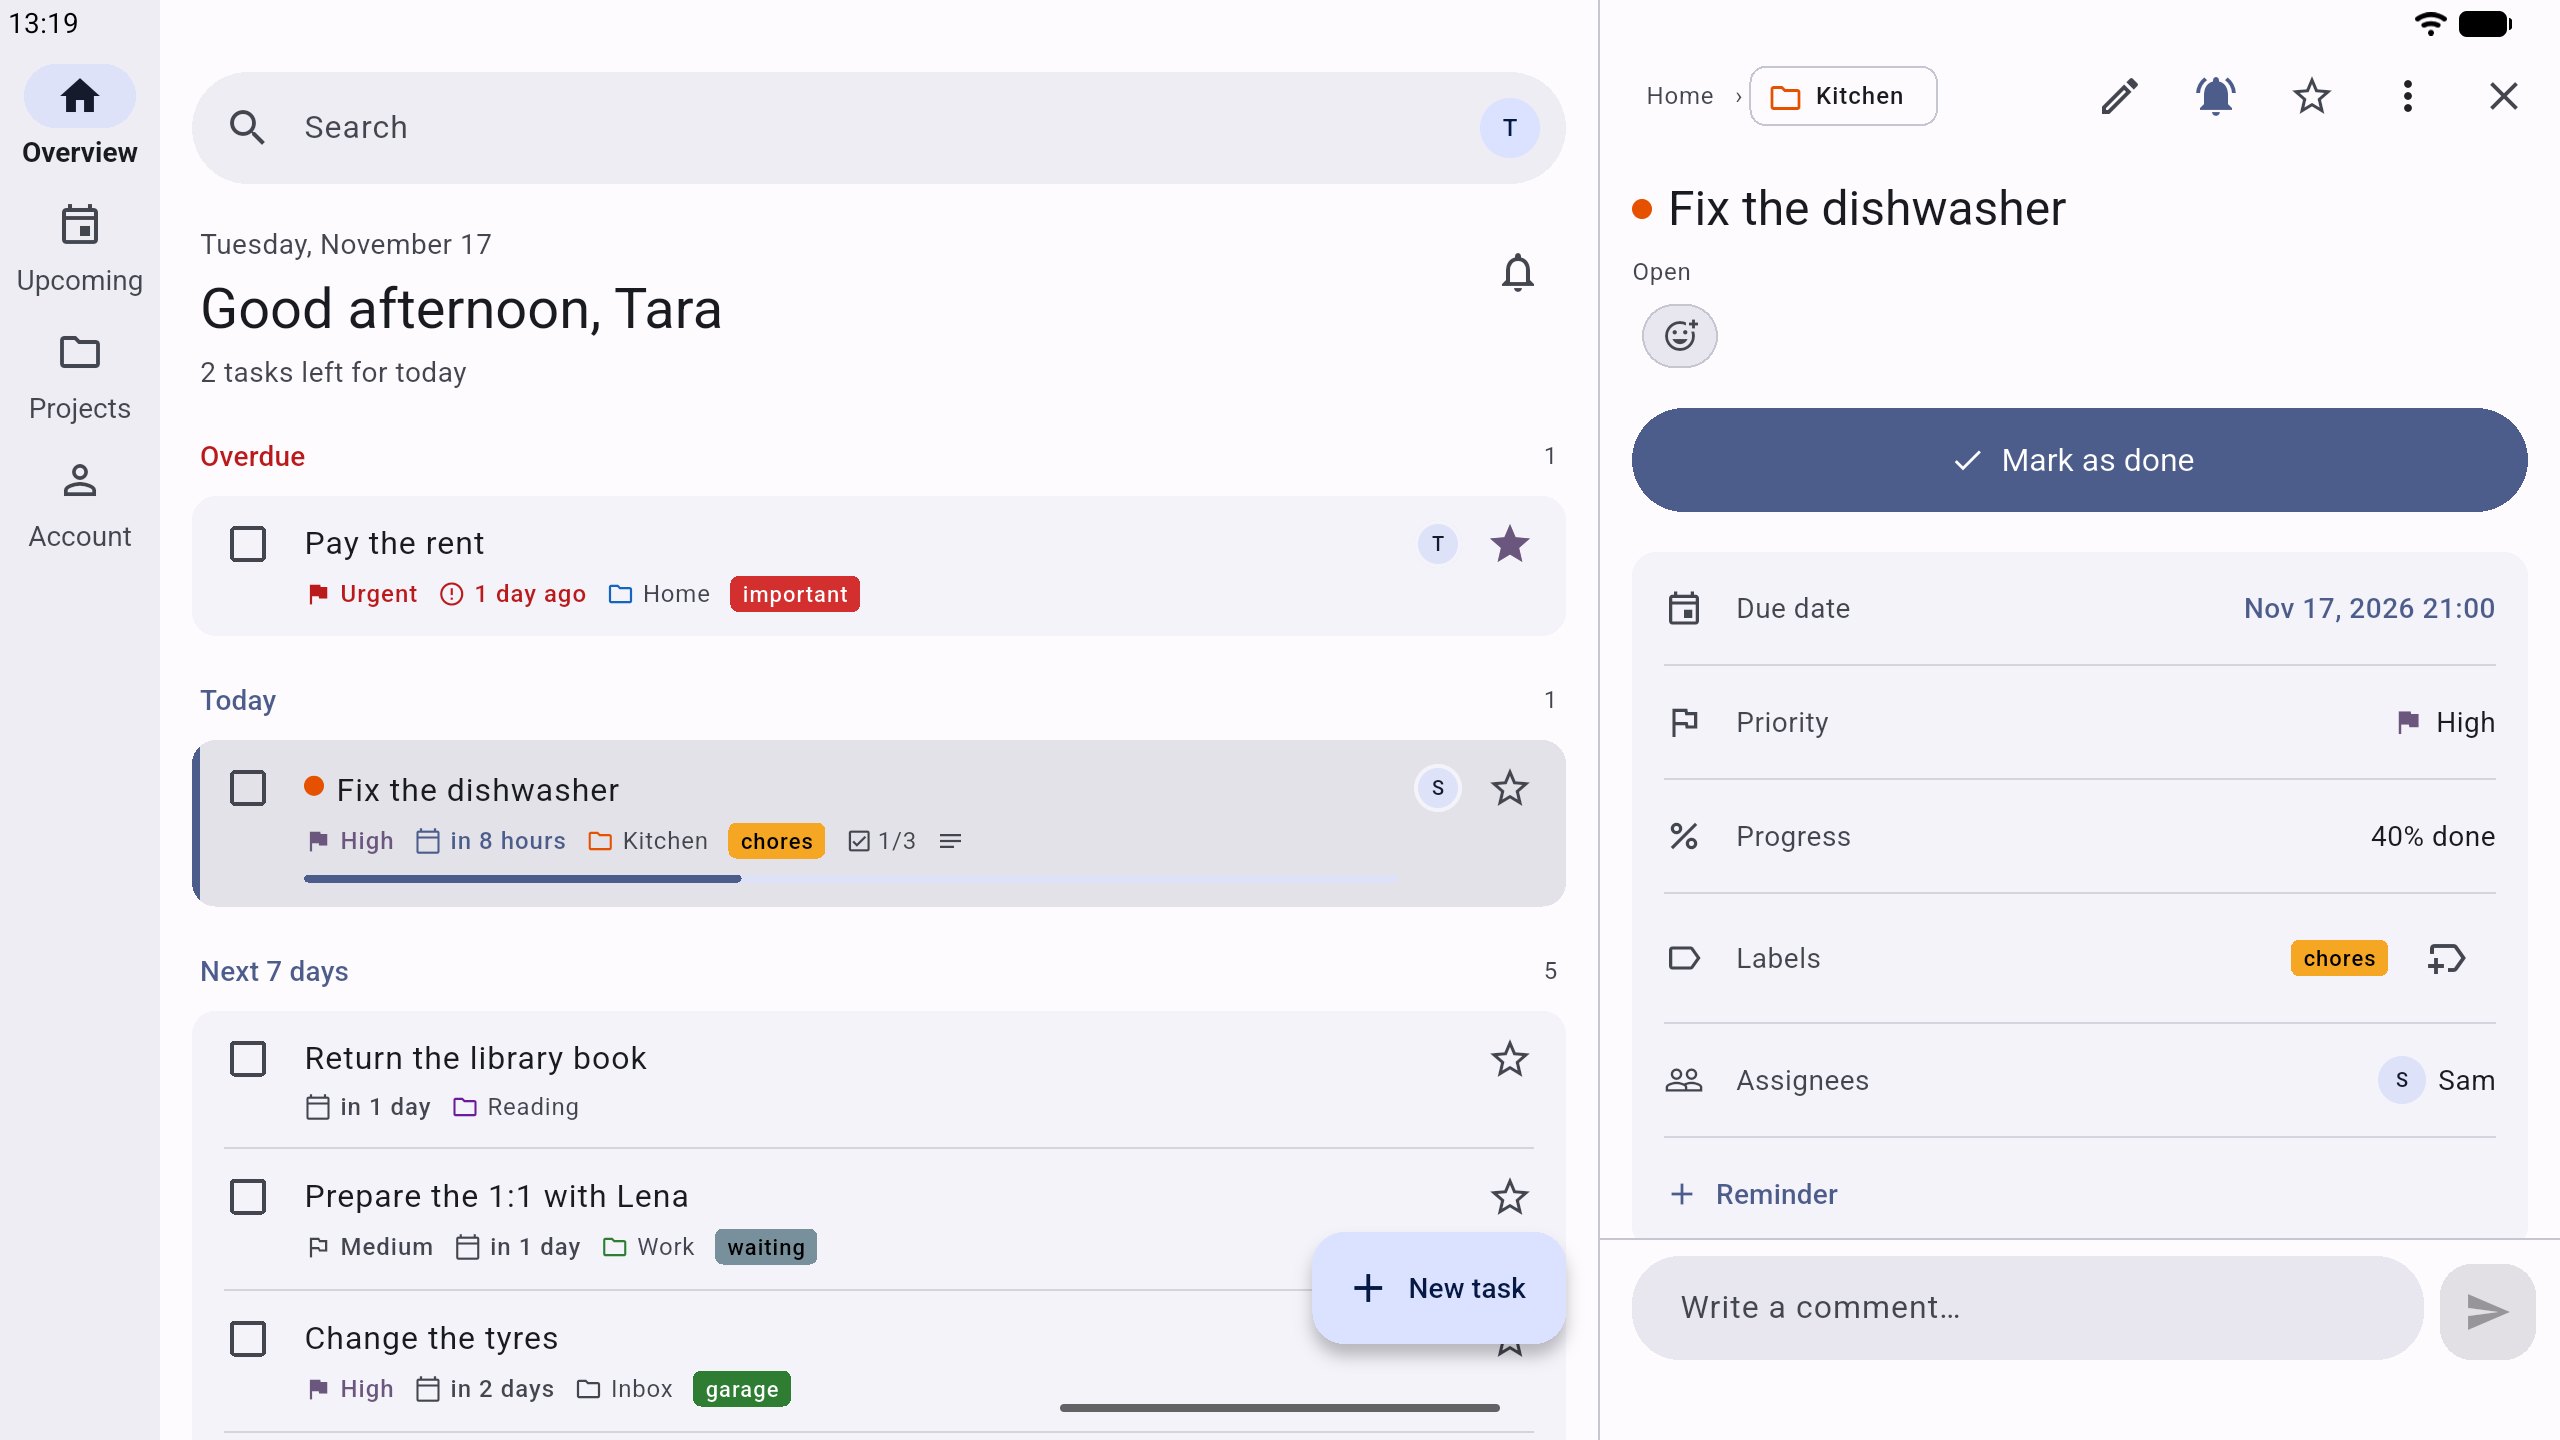 13:19
Overview
Upcoming
Projects
Account
Search
T
Tuesday, November 17
Good afternoon, Tara
2 tasks left for today
Overdue 1
Pay the rent T
Urgent 1 day ago Home important
Today 1
Fix the dishwasher S
High in 8 hours Kitchen chores 1/3
Next 7 days 5
Return the library book
in 1 day Reading
Prepare the 1:1 with Lena
Medium in 1 day Work waiting
New task
Change the tyres
High in 2 days Inbox garage
Home › Kitchen
Fix the dishwasher
Open
Mark as done
Due date Nov 17, 2026 21:00
Priority High
Progress 40% done
Labels chores
Assignees S Sam
Reminder
Write a comment…